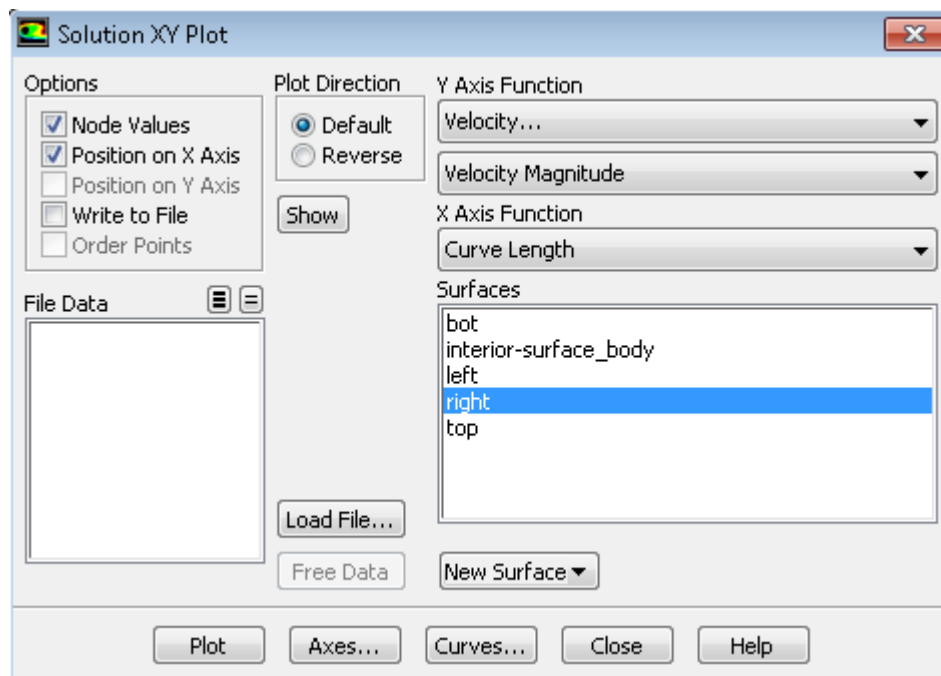 Solution XY Plot
Options
Node Values
Position on X Axis
Position on Y Axis
Write to File
Order Points
Plot Direction
Default
Reverse
Show
Y Axis Function
Velocity...
Velocity Magnitude
X Axis Function
Curve Length
File Data
Surfaces
bot
interior-surface_body
left
right
top
Load File...
Free Data
New Surface
Plot
Axes...
Curves...
Close
Help